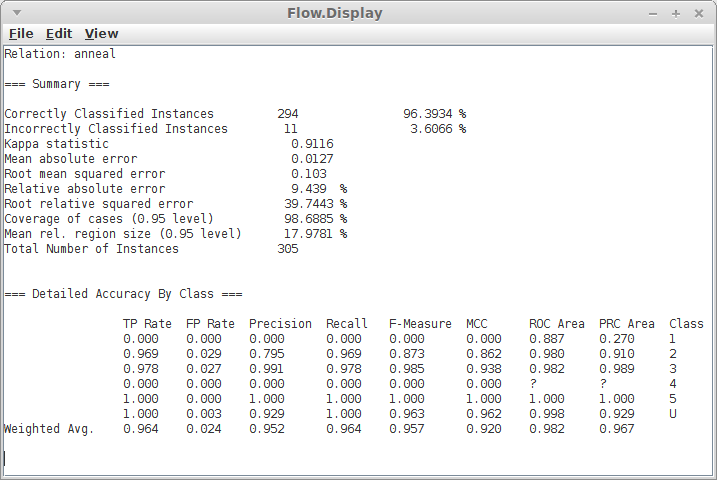 Flow.Display
File Edit View
Relation: anneal
=== Summary ===
Correctly Classified Instances 294 96.3934 %
Incorrectly Classified Instances 11 3.6066 %
Kappa statistic 0.9116
Mean absolute error 0.0127
Root mean squared error 0.103
Relative absolute error 9.439 %
Root relative squared error 39.7443 %
Coverage of cases (0.95 level) 98.6885 %
Mean rel. region size (0.95 level) 17.9781 %
Total Number of Instances 305
=== Detailed Accuracy By Class ===
TP Rate FP Rate Precision Recall F-Measure MCC ROC Area PRC Area Class
0.000 0.000 0.000 0.000 0.000 0.000 0.887 0.270 1
0.969 0.029 0.795 0.969 0.873 0.862 0.980 0.910 2
0.978 0.027 0.991 0.978 0.985 0.938 0.982 0.989 3
0.000 0.000 0.000 0.000 0.000 0.000 ? ? 4
1.000 0.000 1.000 1.000 1.000 1.000 1.000 1.000 5
1.000 0.003 0.929 1.000 0.963 0.962 0.998 0.929 U
Weighted Avg. 0.964 0.024 0.952 0.964 0.957 0.920 0.982 0.967